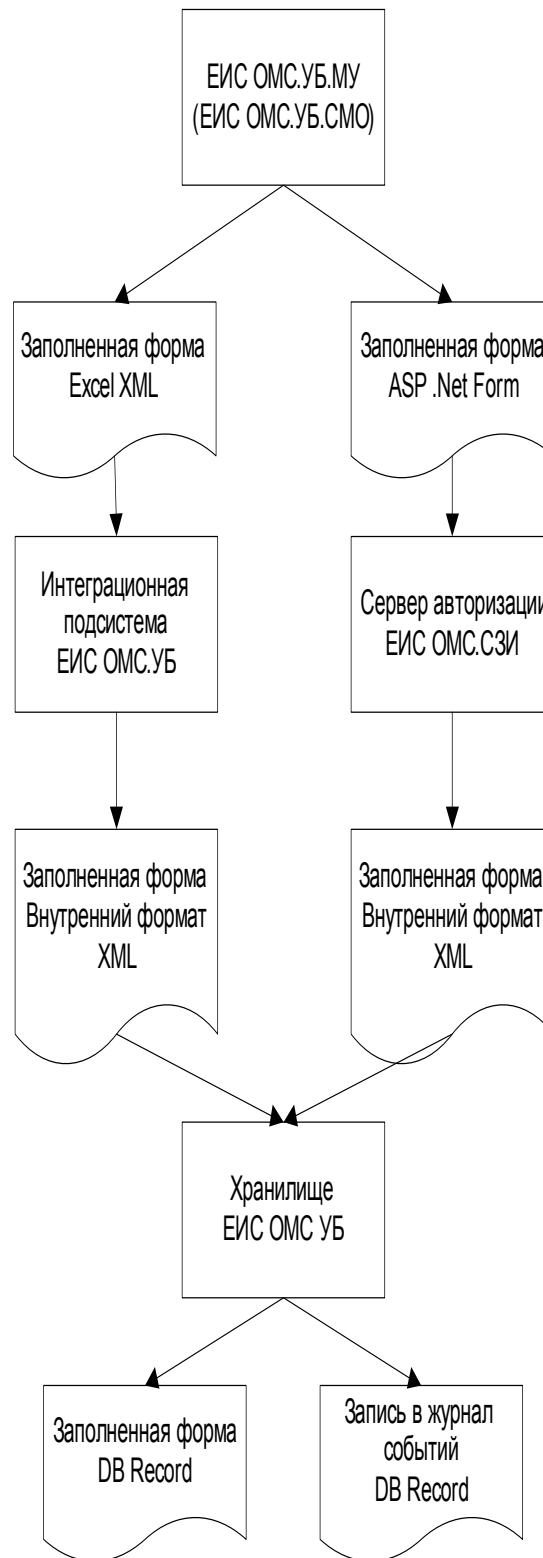 ЕИС ОМС.УБ.МУ
(ЕИС ОМС.УБ.СМО)
Заполненная форма
Excel XML
Заполненная форма
ASP .Net Form
Интеграционная
подсистема
ЕИС ОМС.УБ
Сервер авторизации
ЕИС ОМС.СЗИ
Заполненная форма
Внутренний формат
XML
Заполненная форма
Внутренний формат
XML
Хранилище
ЕИС ОМС УБ
Заполненная форма
DB Record
Запись в журнал
событий
DB Record